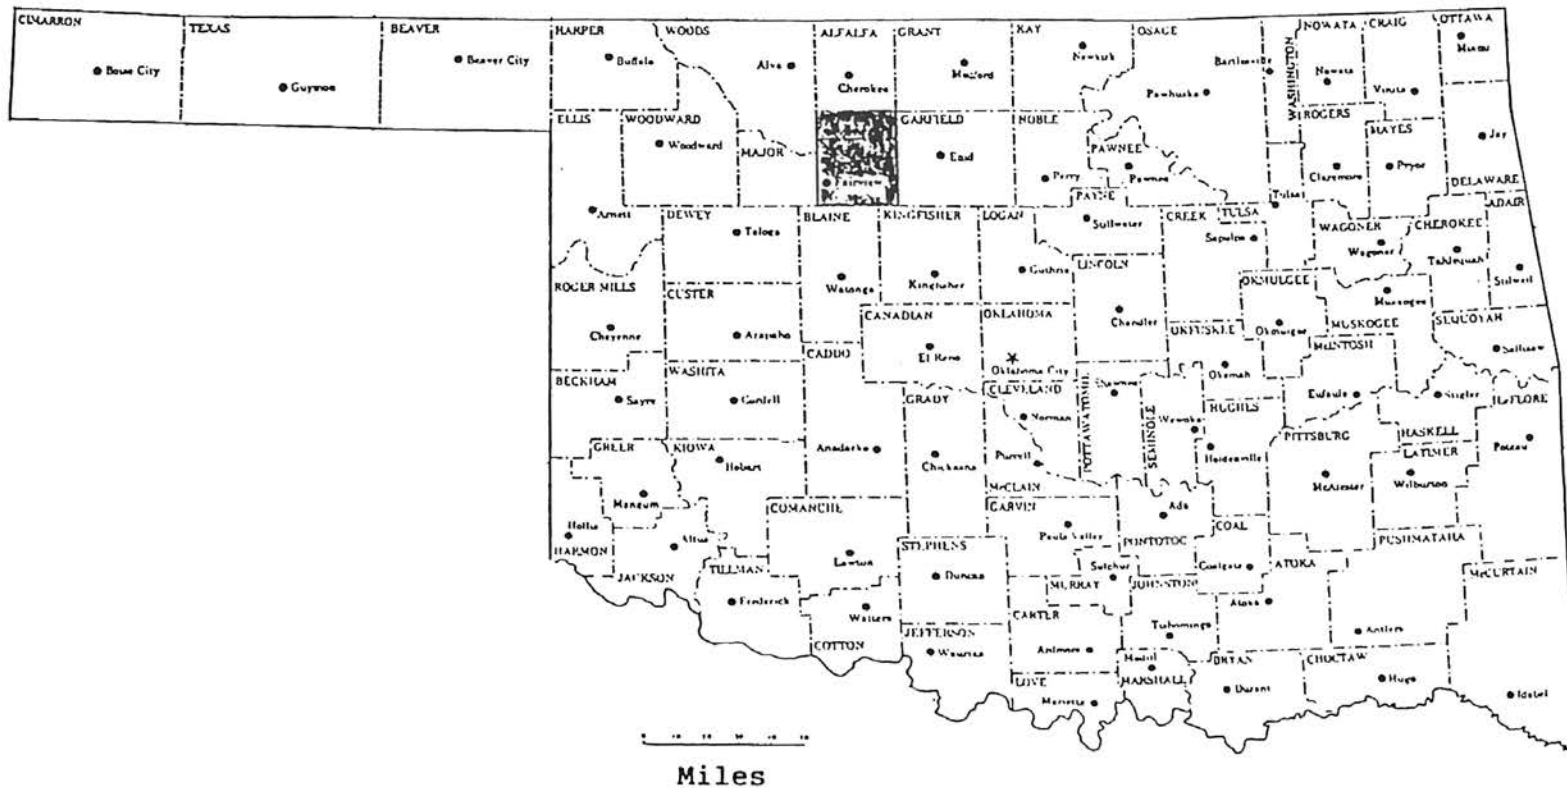 CIMARRON
TEXAS
BEAVER
HARPER
WOODS
ALFALFA
GRANT
KAY
OSAGE
WASHINGTON
NOWATA
CRAIG
OTTAWA
Boise City
Guymon
Beaver City
Buffalo
Alva
Cherokee
Medford
Newkirk
Pawhuska
Bartlesville
Nowata
Vinita
Miami
ELLIS
WOODWARD
Woodward
MAJOR
Fairview
GARFIELD
Enid
NOBLE
Perry
PAWNEE
Pawnee
ROGERS
Claremore
MAYES
Pryor
Jay
DELAWARE
Arnett
DEWEY
Taloga
BLAINE
Watonga
KINGFISHER
Kingfisher
LOGAN
Guthrie
PAYNE
Stillwater
CREEK
Sapulpa
TULSA
Tulsa
WAGONER
Wagoner
CHEROKEE
Tahlequah
ADAIR
Stilwell
ROGER MILLS
Cheyenne
CUSTER
Arapaho
CANADIAN
El Reno
OKLAHOMA
Oklahoma City
LINCOLN
Chandler
OKFUSKEE
Okemah
OKMULGEE
Okmulgee
MUSKOGEE
Muskogee
McINTOSH
Eufaula
SEQUOYAH
Sallisaw
BECKHAM
Sayre
WASHITA
Cordell
CADDO
Anadarko
GRADY
Chickasha
CLEVELAND
Norman
Purcell
McCLAIN
POTTAWATOMIE
Shawnee
SEMINOLE
Wewoka
HUGHES
Holdenville
PITTSBURG
McAlester
HASKELL
Stigler
LATIMER
Wilburton
LeFLORE
Poteau
GREER
Mangum
KIOWA
Hobart
COMANCHE
Lawton
GARVIN
Pauls Valley
PONTOTOC
Ada
COAL
Coalgate
ATOKA
Atoka
PUSHMATAHA
Antlers
McCURTAIN
Idabel
Hollis
HARMON
Altus
JACKSON
TILLMAN
Frederick
COTTON
Walters
STEPHENS
Duncan
JEFFERSON
Waurika
MURRAY
Sulphur
JOHNSTON
Tishomingo
CARTER
Ardmore
LOVE
Marietta
MARSHALL
Madill
BRYAN
Durant
CHOCTAW
Hugo
Miles